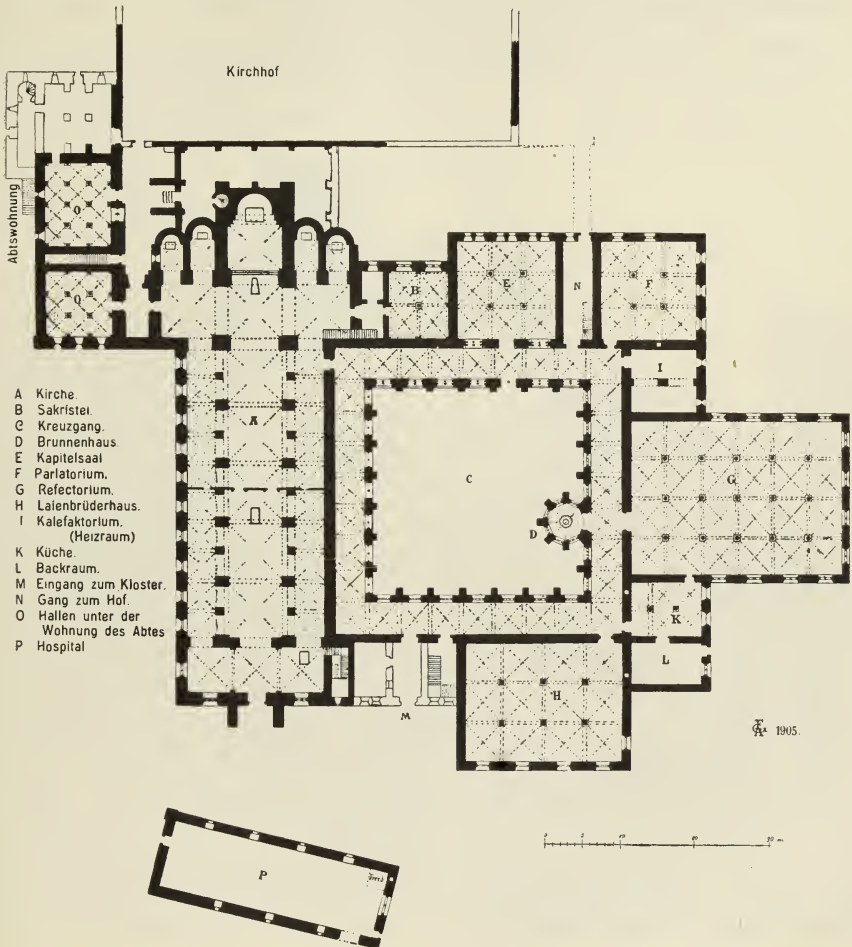 Kirchhof
Abtswohnung
O
O
B
E
N
F
I
A
C
D
G
K
L
H
M
A Kirche.
B Sakristei.
C Kreuzgang.
D Brunnenhaus.
E Kapitelsaal
F Parlatorium.
G Refectorium.
H Laienbrüderhaus.
I Kalefaktorium.
(Heizraum)
K Küche.
L Backraum.
M Eingang zum Kloster.
N Gang zum Hof.
O Hallen unter der
Wohnung des Abtes
P Hospital
1905.
P